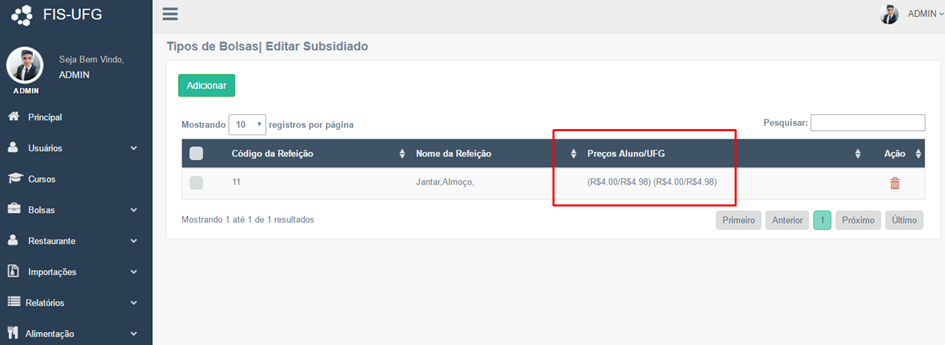 FIS-UFG
ADMIN
Seja Bem Vindo,
ADMIN
ADMIN
Principal
Usuários
Cursos
Bolsas
Restaurante
Importações
Relatórios
Alimentação
Tipos de Bolsas| Editar Subsidiado
Adicionar
Mostrando 10 registros por página
Pesquisar:
Código da Refeição Nome da Refeição Preços Aluno/UFG Ação
11 Jantar,Almoço, (R$4.00/R$4.98) (R$4.00/R$4.98)
Mostrando 1 até 1 de 1 resultados
Primeiro Anterior 1 Próximo Último